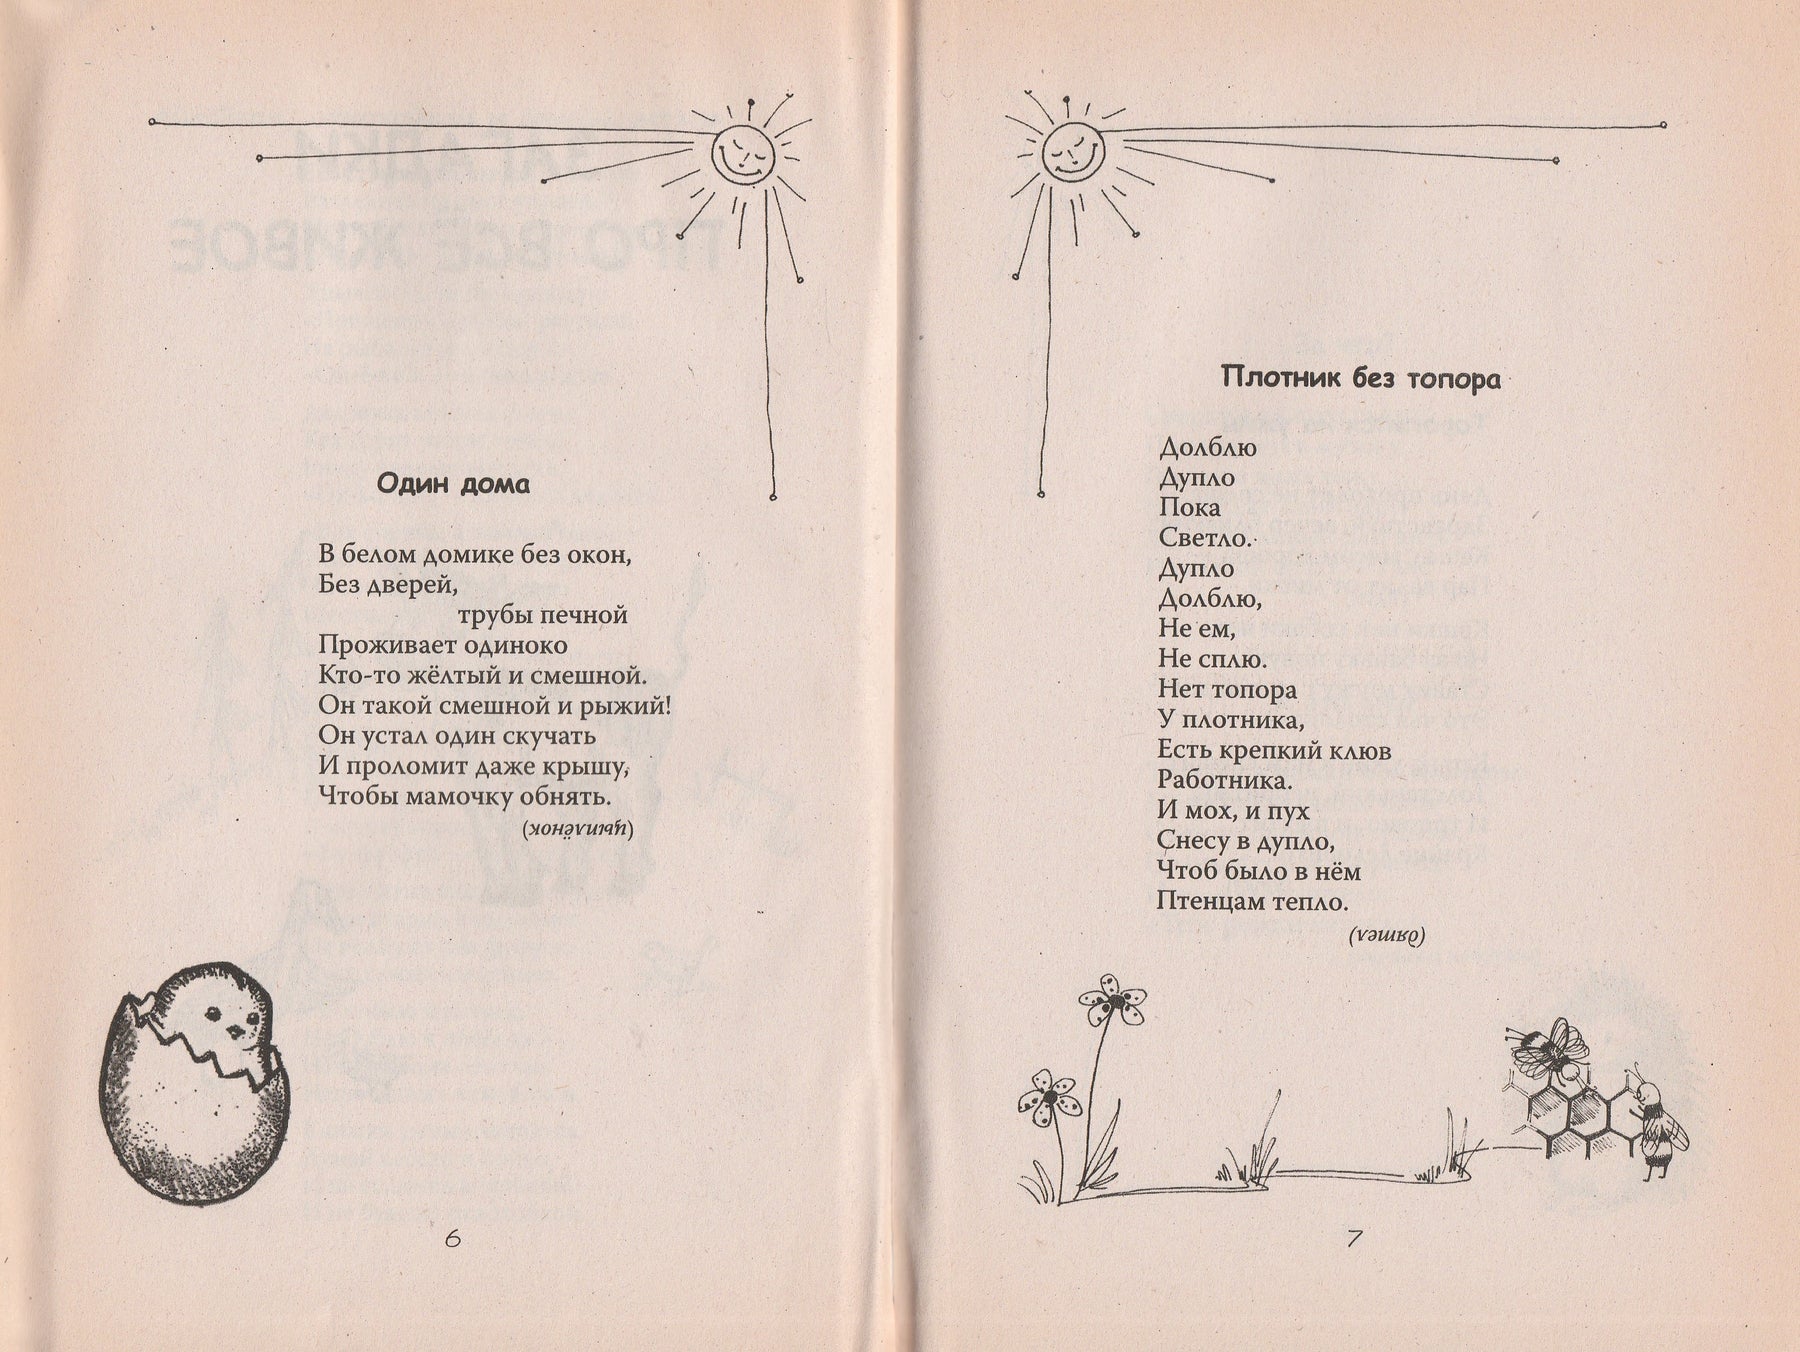 Один дома
В белом домике без окон,
Без дверей,
трубы печной
Проживает одиноко
Кто-то жёлтый и смешной.
Он такой смешной и рыжий!
Он устал один скучать
И проломит даже крышу,
Чтобы мамочку обнять.
(цыплёнок)
6
Плотник без топора
Долблю
Дупло
Пока
Светло.
Дупло
Долблю,
Не ем,
Не сплю.
Нет топора
У плотника,
Есть крепкий клюв
Работника.
И мох, и пух
Снесу в дупло,
Чтоб было в нём
Птенцам тепло.
(дятел)
7